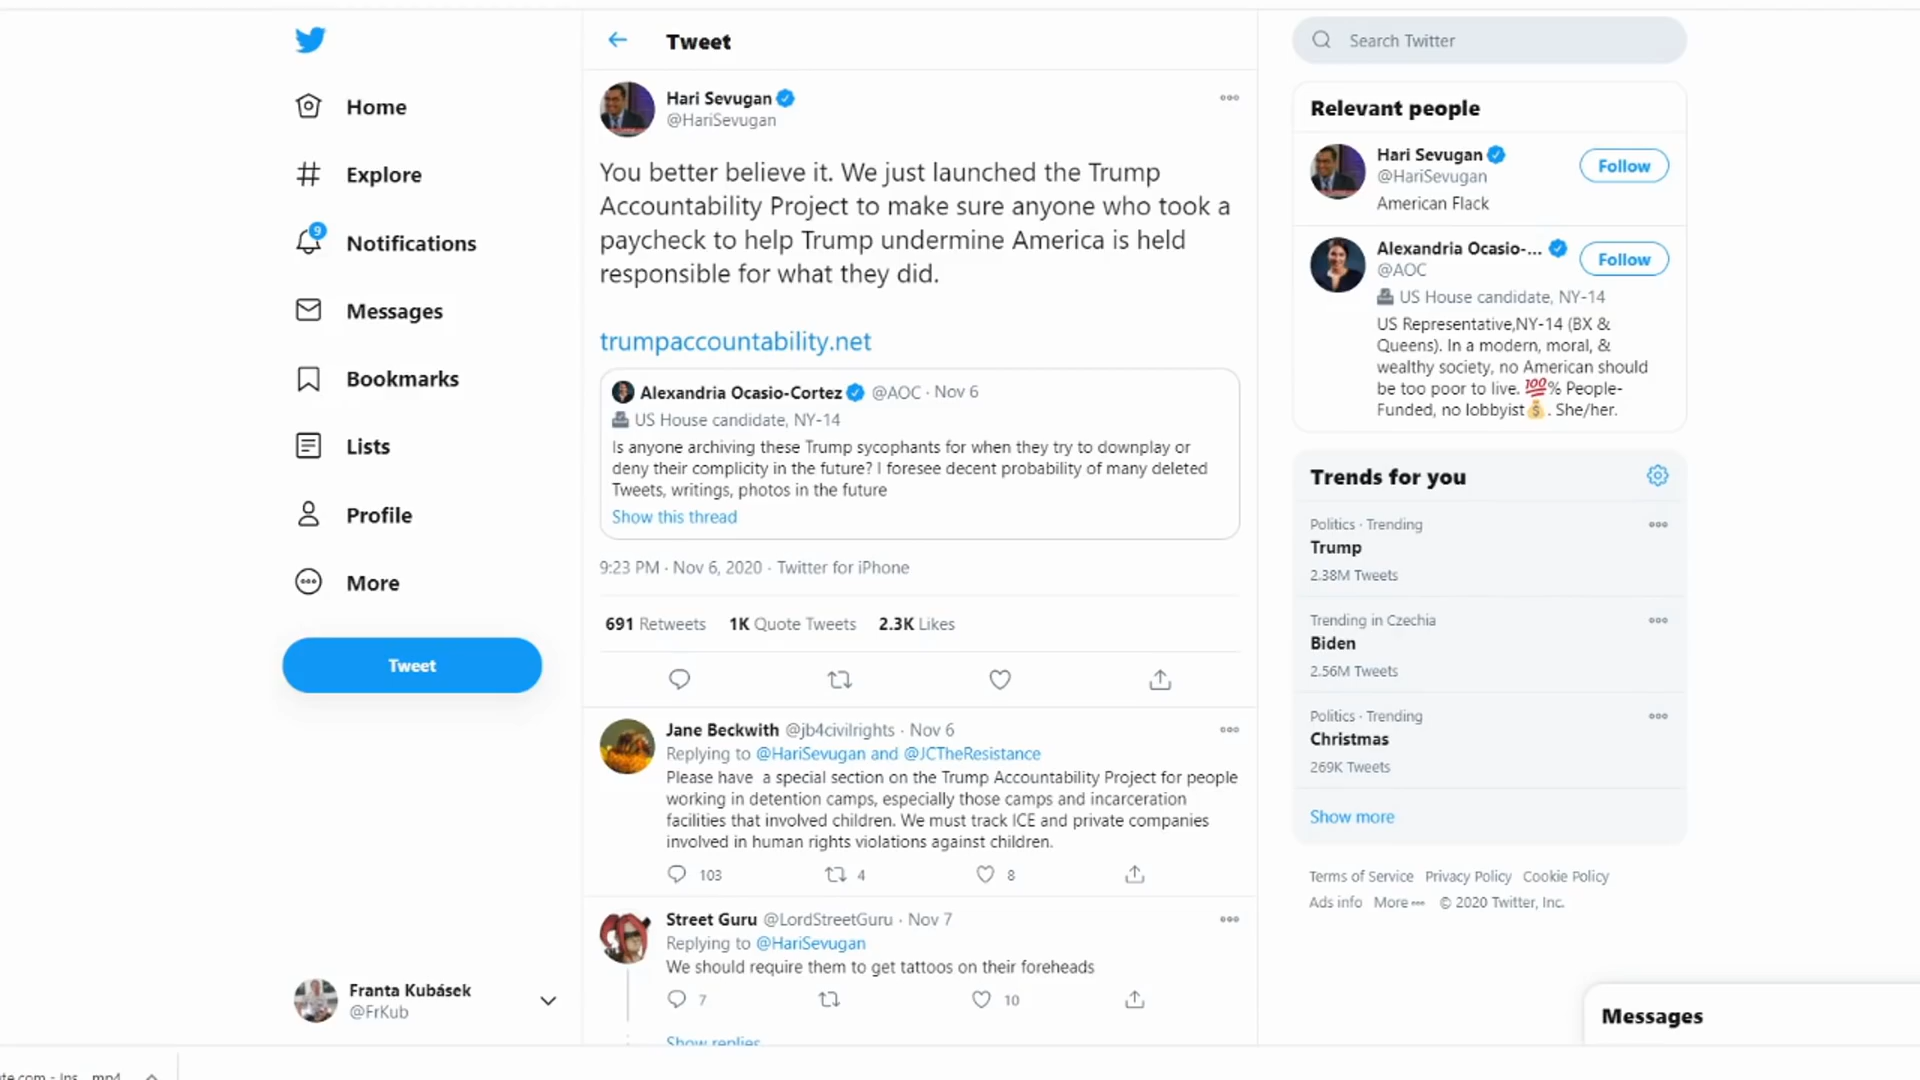 Home
Explore
9
Notifications
Messages
Bookmarks
Lists
Profile
More
Tweet
Franta Kubásek
@FrKub
Tweet
Hari Sevugan
@HariSevugan
You better believe it. We just launched the Trump
Accountability Project to make sure anyone who took a
paycheck to help Trump undermine America is held
responsible for what they did.
trumpaccountability.net
Alexandria Ocasio-Cortez @AOC · Nov 6
US House candidate, NY-14
Is anyone archiving these Trump sycophants for when they try to downplay or
deny their complicity in the future? I foresee decent probability of many deleted
Tweets, writings, photos in the future
Show this thread
9:23 PM · Nov 6, 2020 · Twitter for iPhone
691 Retweets 1K Quote Tweets 2.3K Likes
Jane Beckwith @jb4civilrights · Nov 6
Replying to @HariSevugan and @JCTheResistance
Please have a special section on the Trump Accountability Project for people
working in detention camps, especially those camps and incarceration
facilities that involved children. We must track ICE and private companies
involved in human rights violations against children.
103 4 8
Street Guru @LordStreetGuru · Nov 7
Replying to @HariSevugan
We should require them to get tattoos on their foreheads
7 10
Show replies
Search Twitter
Relevant people
Hari Sevugan
@HariSevugan
Follow
American Flack
Alexandria Ocasio-...
@AOC
Follow
US House candidate, NY-14
US Representative,NY-14 (BX &
Queens). In a modern, moral, &
wealthy society, no American should
be too poor to live. 💯% People-
Funded, no lobbyist💰. She/her.
Trends for you
Politics · Trending
Trump
2.38M Tweets
Trending in Czechia
Biden
2.56M Tweets
Politics · Trending
Christmas
269K Tweets
Show more
Terms of Service Privacy Policy Cookie Policy
Ads info More ••• © 2020 Twitter, Inc.
Messages